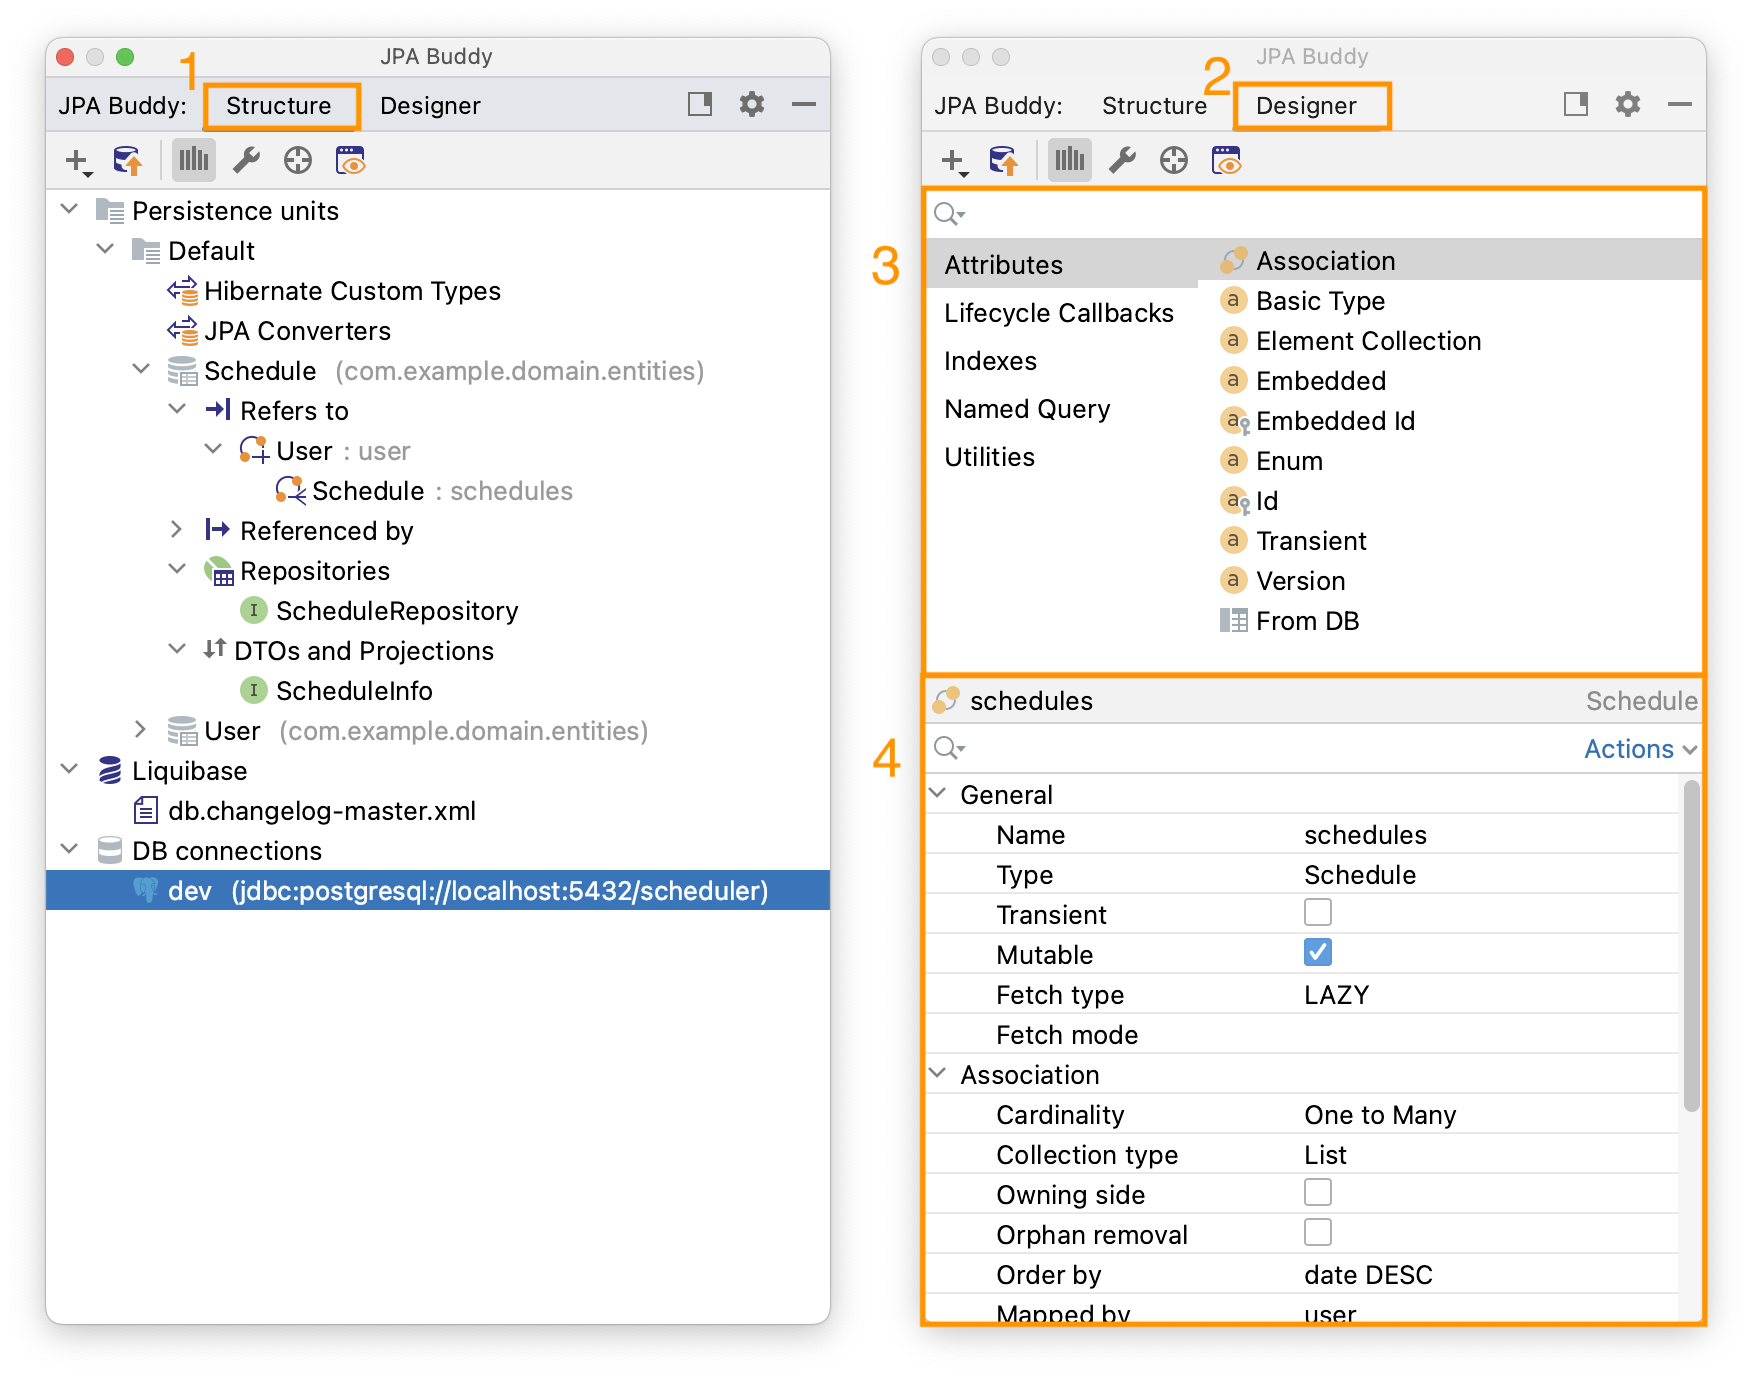 JPA Buddy
1
JPA Buddy: Structure Designer
Persistence units
Default
Hibernate Custom Types
JPA Converters
Schedule (com.example.domain.entities)
Refers to
User : user
Schedule : schedules
Referenced by
Repositories
I ScheduleRepository
DTOs and Projections
I ScheduleInfo
User (com.example.domain.entities)
Liquibase
db.changelog-master.xml
DB connections
dev (jdbc:postgresql://localhost:5432/scheduler)
JPA Buddy
2
JPA Buddy: Structure Designer
3
Attributes
Lifecycle Callbacks
Indexes
Named Query
Utilities
Association
a Basic Type
a Element Collection
a Embedded
a Embedded Id
a Enum
a Id
a Transient
a Version
From DB
4
schedules Schedule
Actions
General
Name schedules
Type Schedule
Transient
Mutable
Fetch type LAZY
Fetch mode
Association
Cardinality One to Many
Collection type List
Owning side
Orphan removal
Order by date DESC
Mapped by user